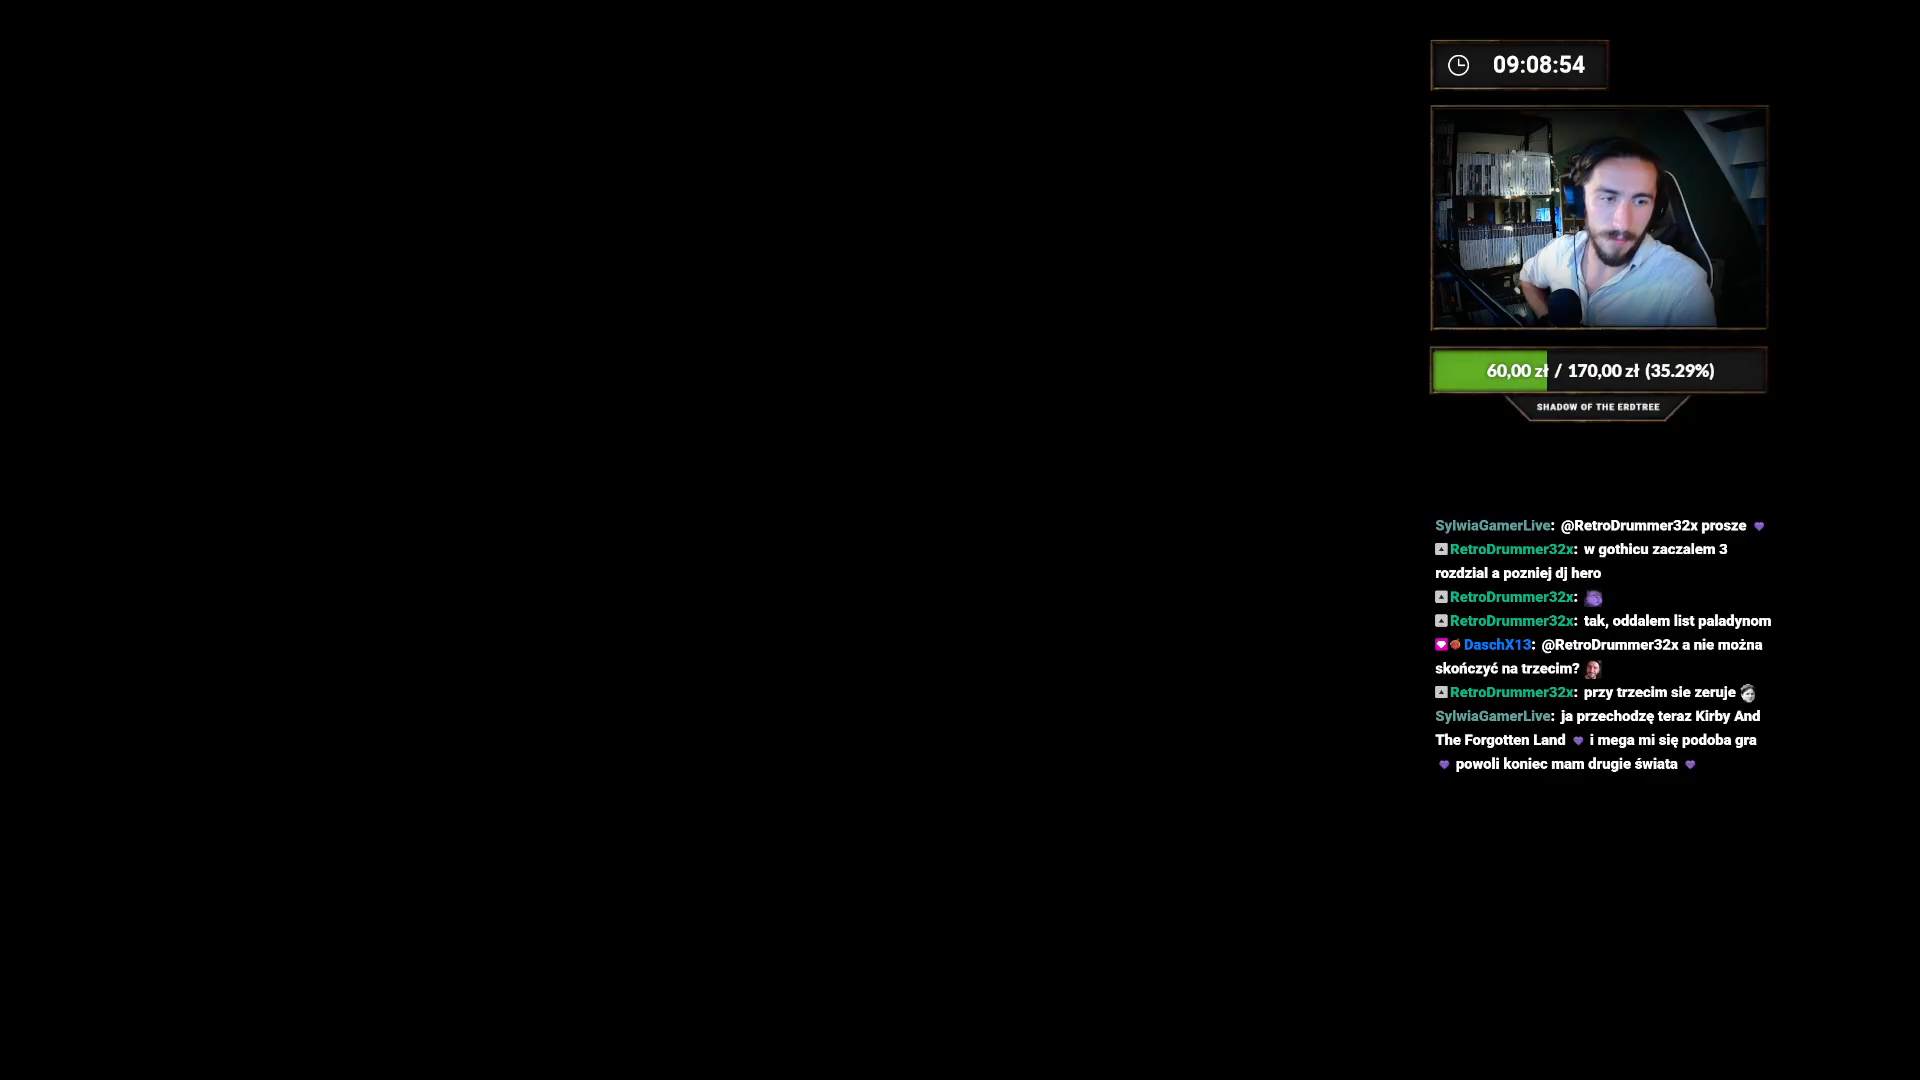 09:08:54
60,00 zł / 170,00 zł (35.29%)
SHADOW OF THE ERDTREE
SylwiaGamerLive: @RetroDrummer32x prosze
RetroDrummer32x: w gothicu zaczalem 3
rozdzial a pozniej dj hero
RetroDrummer32x:
RetroDrummer32x: tak, oddalem list paladynom
DaschX13: @RetroDrummer32x a nie można
skończyć na trzecim?
RetroDrummer32x: przy trzecim sie zeruje
SylwiaGamerLive: ja przechodzę teraz Kirby And
The Forgotten Land 💜 i mega mi się podoba gra
💜 powoli koniec mam drugie świata 💜